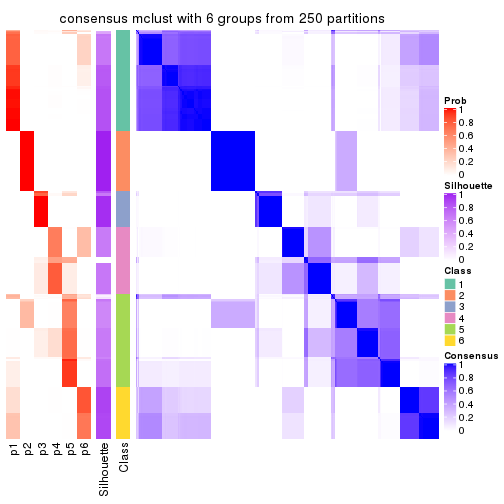 consensus mclust with 6 groups from 250 partitions
Prob
1
0.8
0.6
0.4
0.2
0
Silhouette
1
0.8
0.6
0.4
0.2
0
Class
1
2
3
4
5
6
Consensus
1
0.8
0.6
0.4
0.2
0
p1
p2
p3
p4
p5
p6
Silhouette
Class